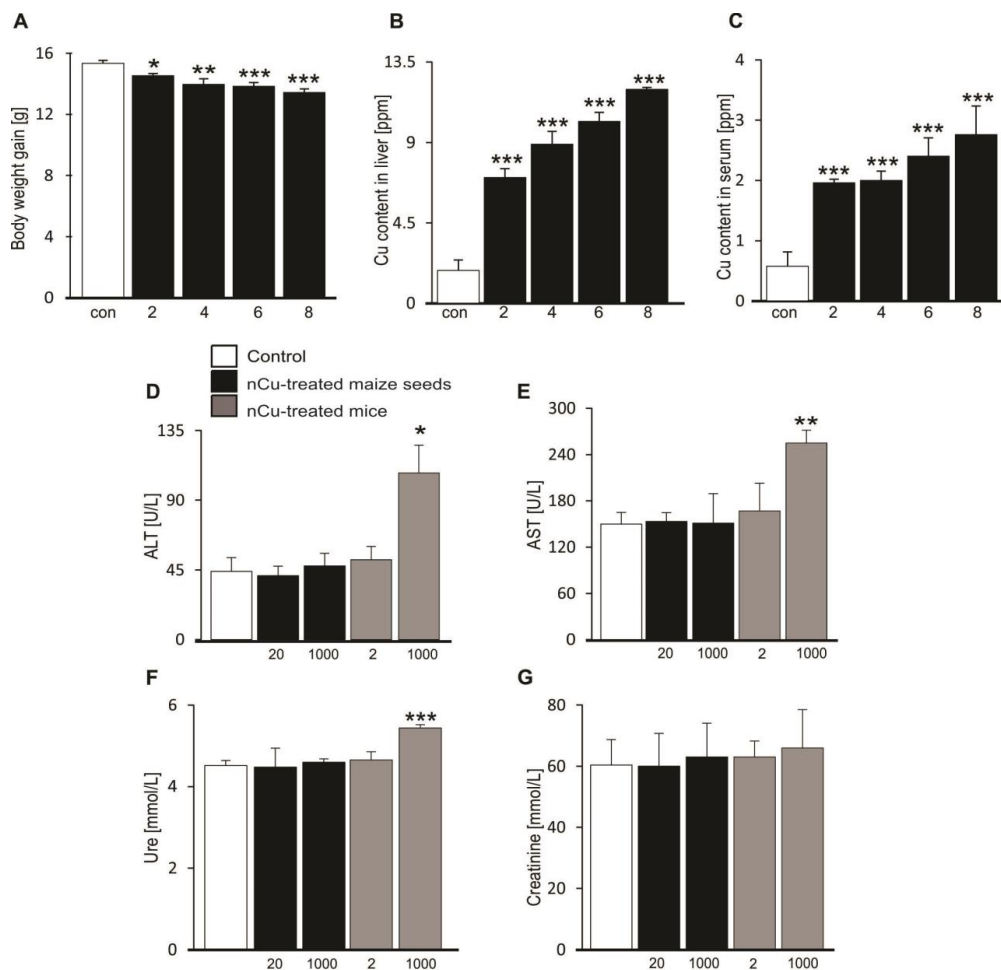 A
Body weight gain [g]
16
12
8
4
0
*
**
***
***
con 2 4 6 8
B
Cu content in liver [ppm]
13.5
9
4.5
0
***
***
***
***
con 2 4 6 8
C
Cu content in serum [ppm]
4
3
2
1
0
***
***
***
***
con 2 4 6 8
Control
nCu-treated maize seeds
nCu-treated mice
D
ALT [U/L]
135
90
45
0
*
20 1000 2 1000
E
AST [U/L]
300
240
180
120
60
0
**
20 1000 2 1000
F
Ure [mmol/L]
6
4
2
0
***
20 1000 2 1000
G
Creatinine [mmol/L]
80
60
40
20
0
20 1000 2 1000